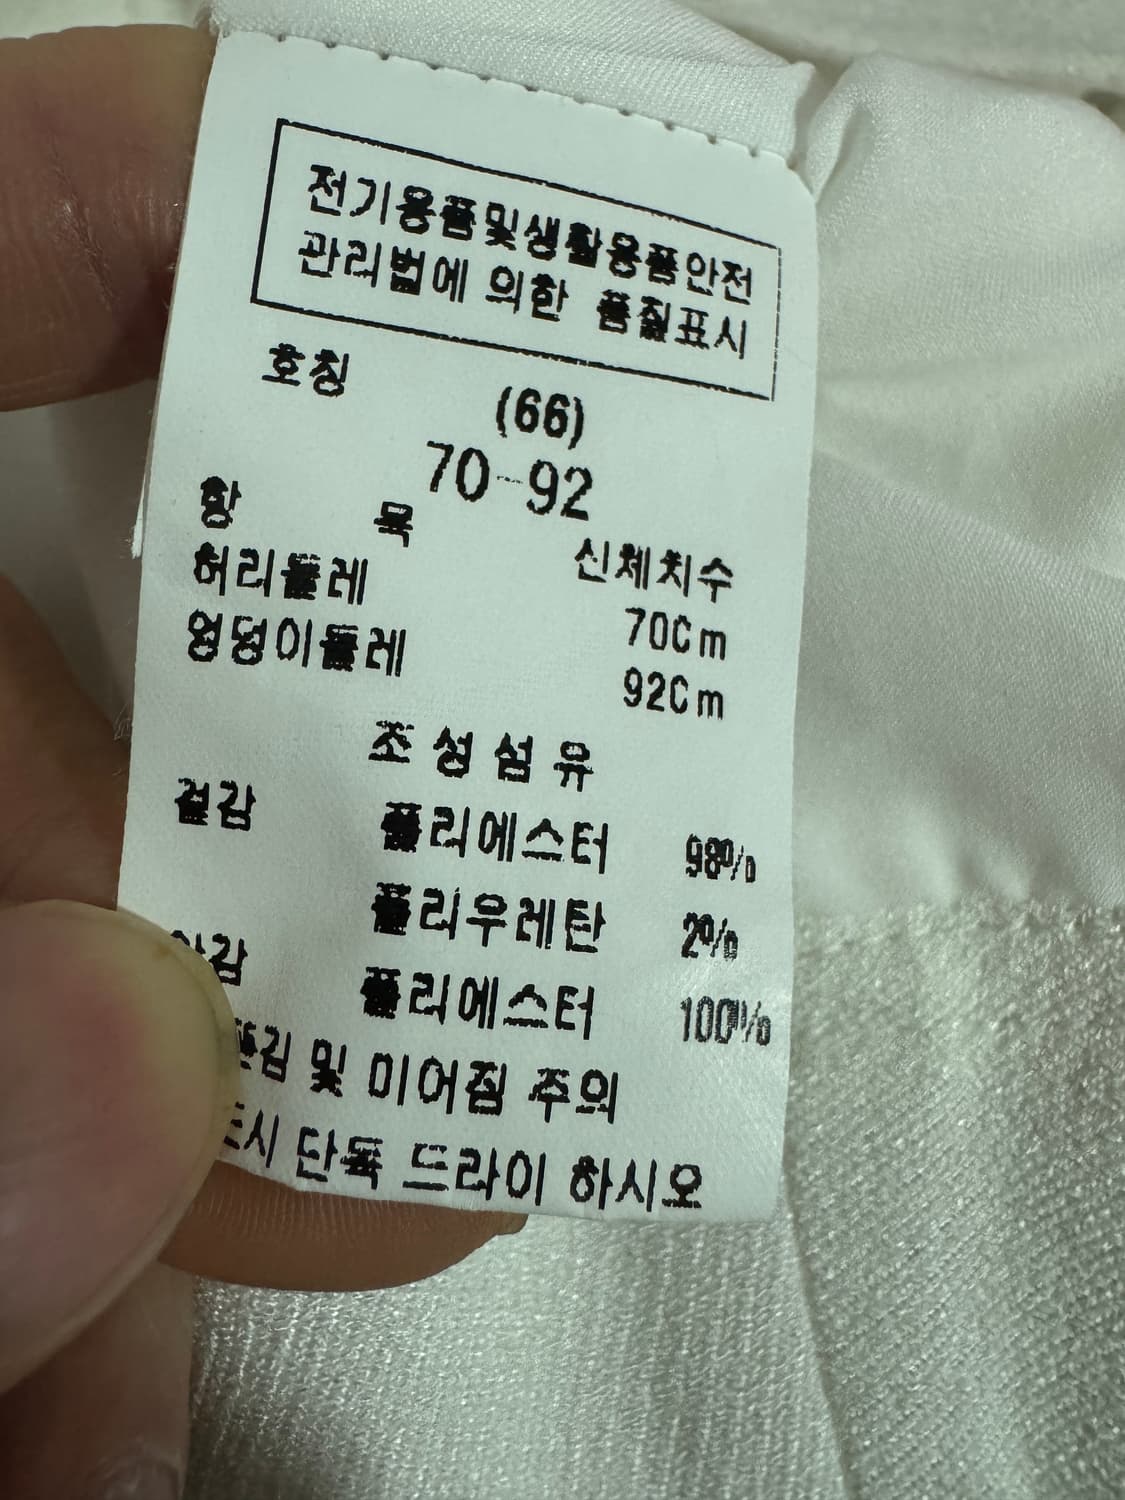 전기용품및생활용품안전
관리법에 의한 품질표시
호칭
(66)
70-92
항 목 신체치수
허리둘레 70Cm
엉덩이둘레 92Cm
조성섬유
겉감 폴리에스터 98%
폴리우레탄 2%
안감 폴리에스터 100%
및 미어짐 주의
단독 드라이 하시오